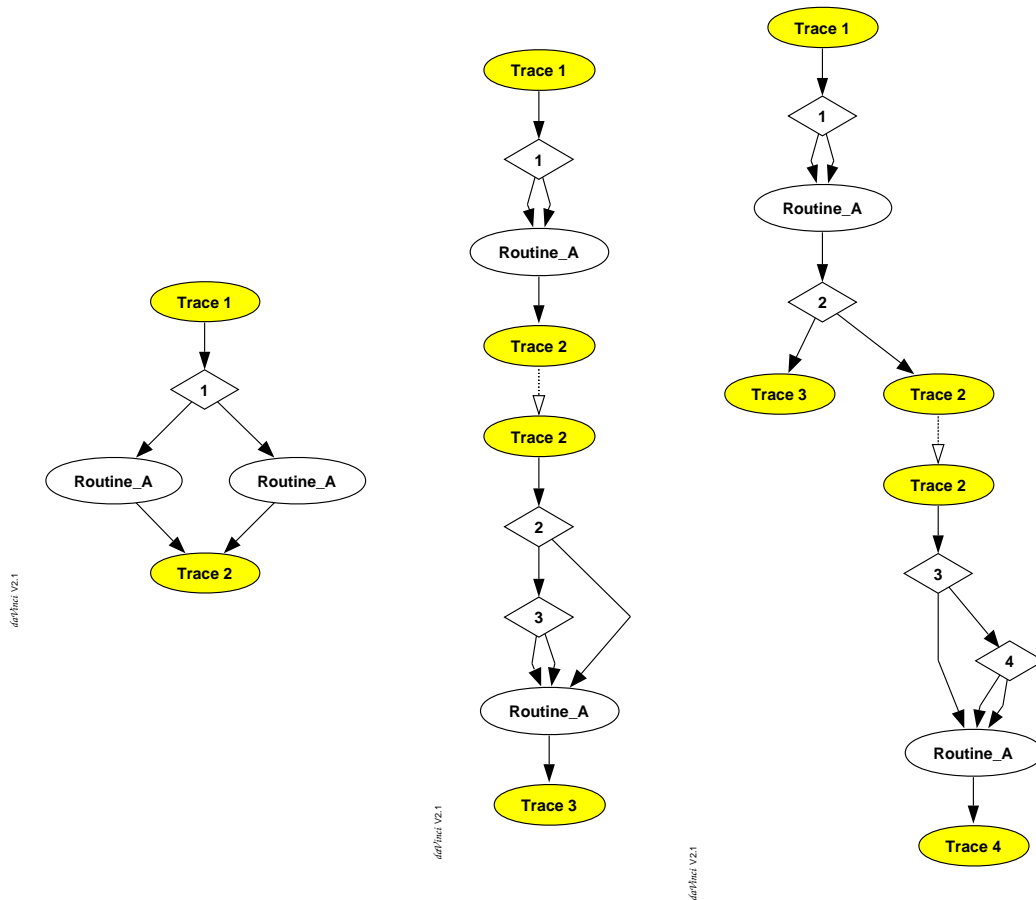 Trace 1
1
Routine_A
Routine_A
Trace 2
daVinci V2.1
Trace 1
1
Routine_A
Trace 2
Trace 2
2
3
Routine_A
Trace 3
daVinci V2.1
Trace 1
1
Routine_A
2
Trace 3
Trace 2
Trace 2
3
4
Routine_A
Trace 4
daVinci V2.1